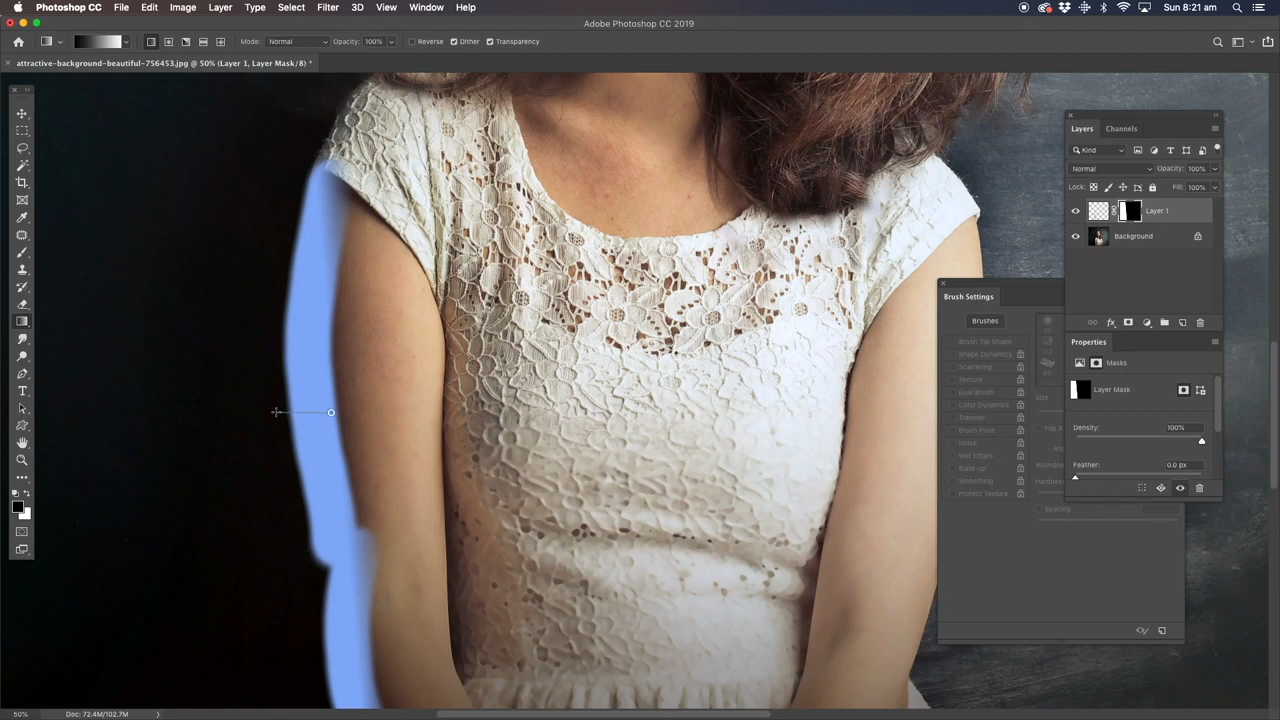 Photoshop CC File Edit Image Layer Type Select Filter 3D View Window Help Sun 8:21 am
Adobe Photoshop CC 2019
Mode: Normal Opacity: 100% Reverse Dither Transparency
attractive-background-beautiful-756453.jpg @ 50% (Layer 1, Layer Mask/8) *
Layers Channels
Kind
Normal Opacity: 100%
Lock: Fill: 100%
Layer 1
Background
Brush Settings
Brushes
Brush Tip Shape
Shape Dynamics
Scattering
Texture
Dual Brush
Color Dynamics
Transfer
Brush Pose
Noise
Wet Edges
Build-up
Smoothing
Protect Texture
Size
Flip X
Spacing
Properties
Masks
Layer Mask
Density: 100%
Feather: 0.0 px
50% Doc: 72.4M/102.7M